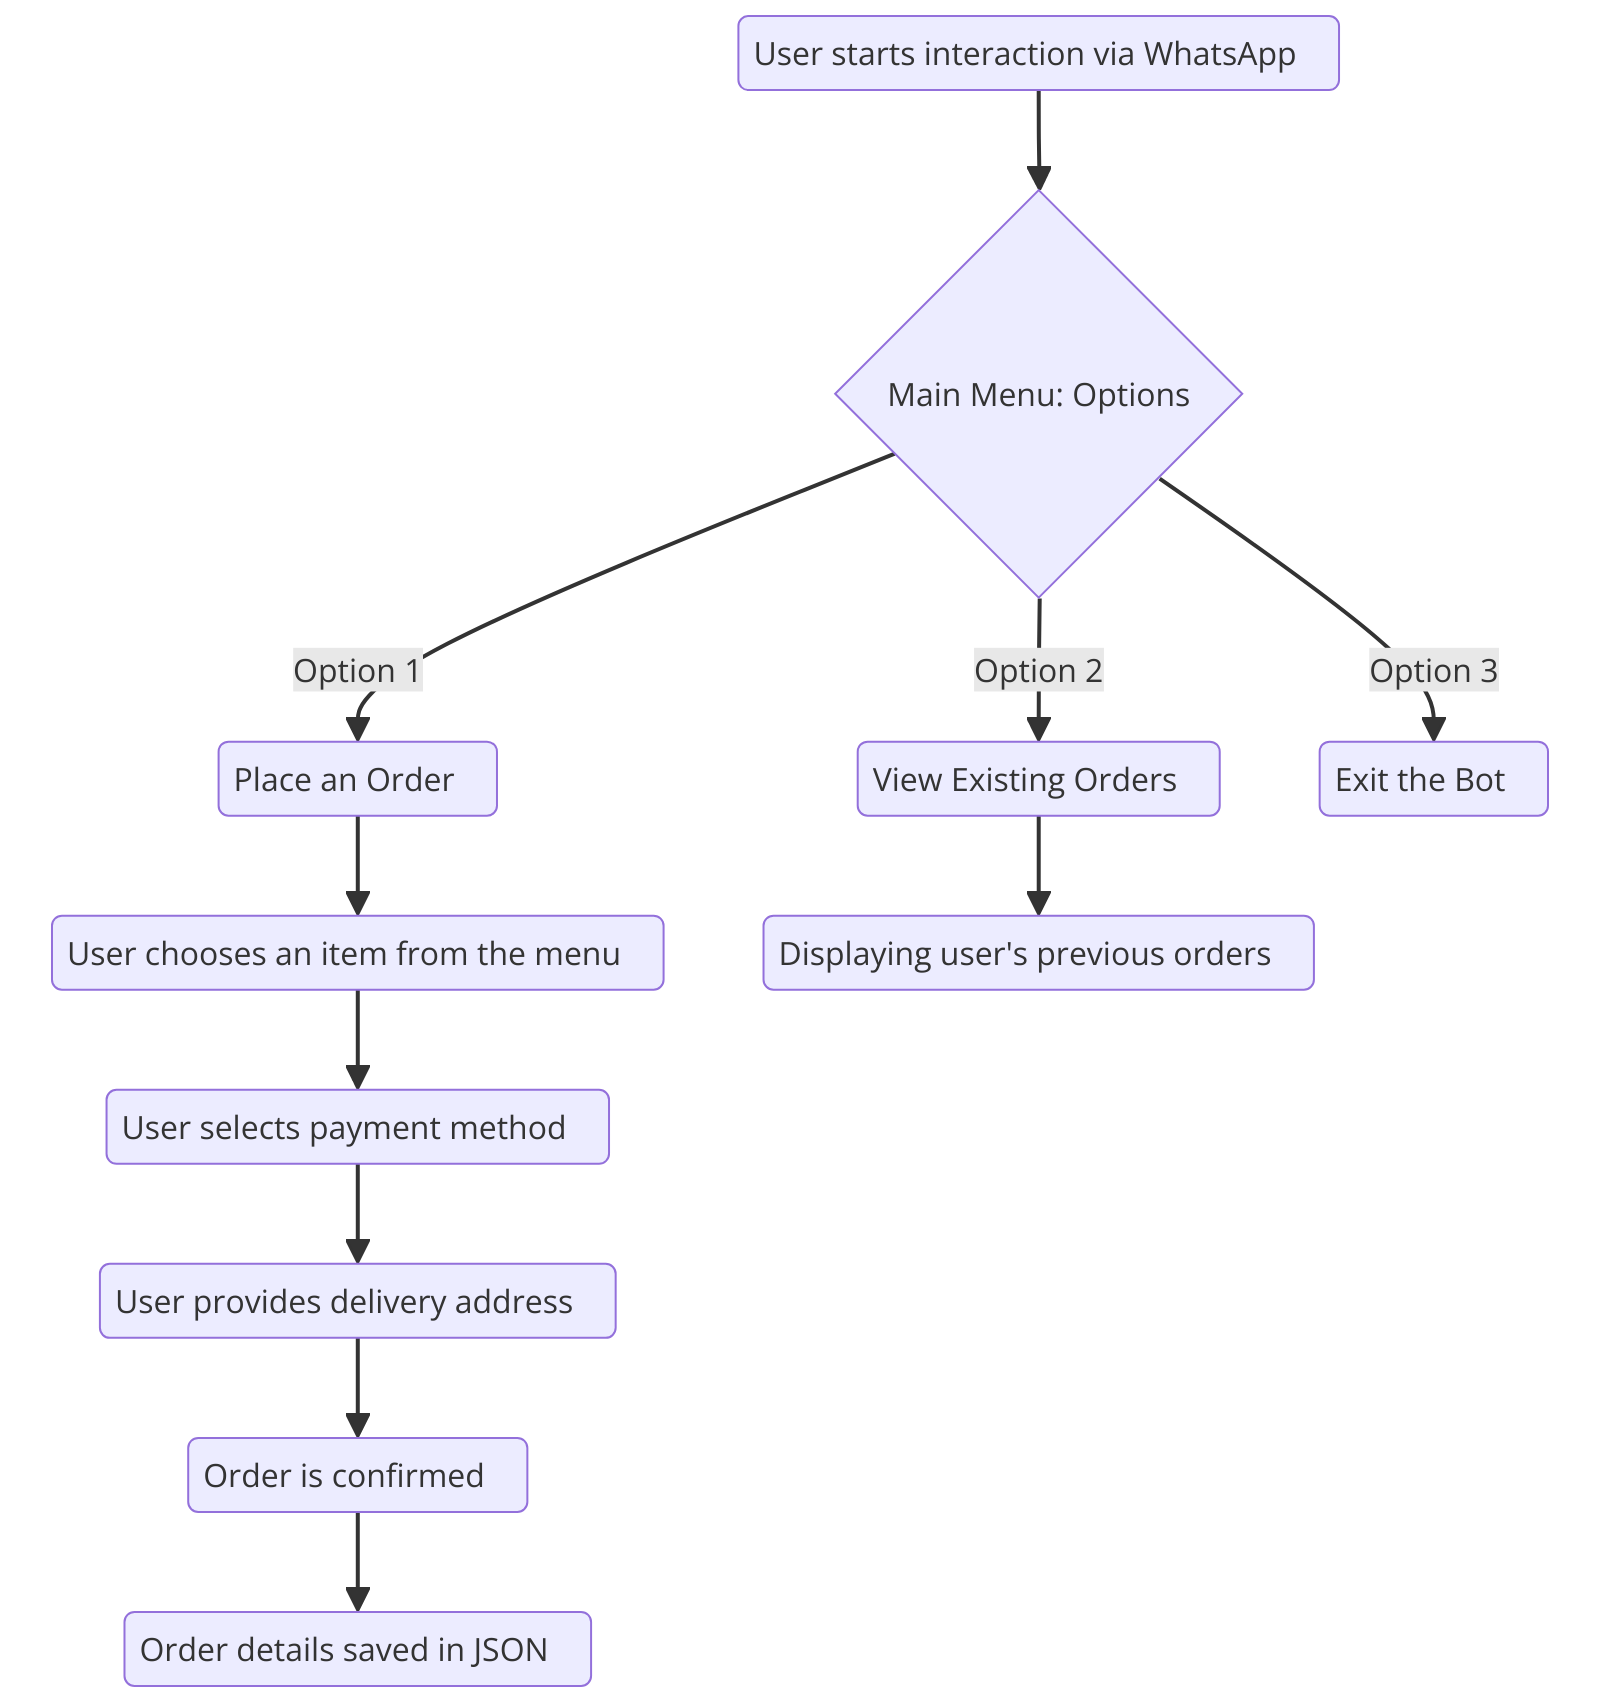 User starts interaction via WhatsApp
Main Menu: Options
Option 1
Option 2
Option 3
Place an Order
View Existing Orders
Exit the Bot
User chooses an item from the menu
Displaying user's previous orders
User selects payment method
User provides delivery address
Order is confirmed
Order details saved in JSON